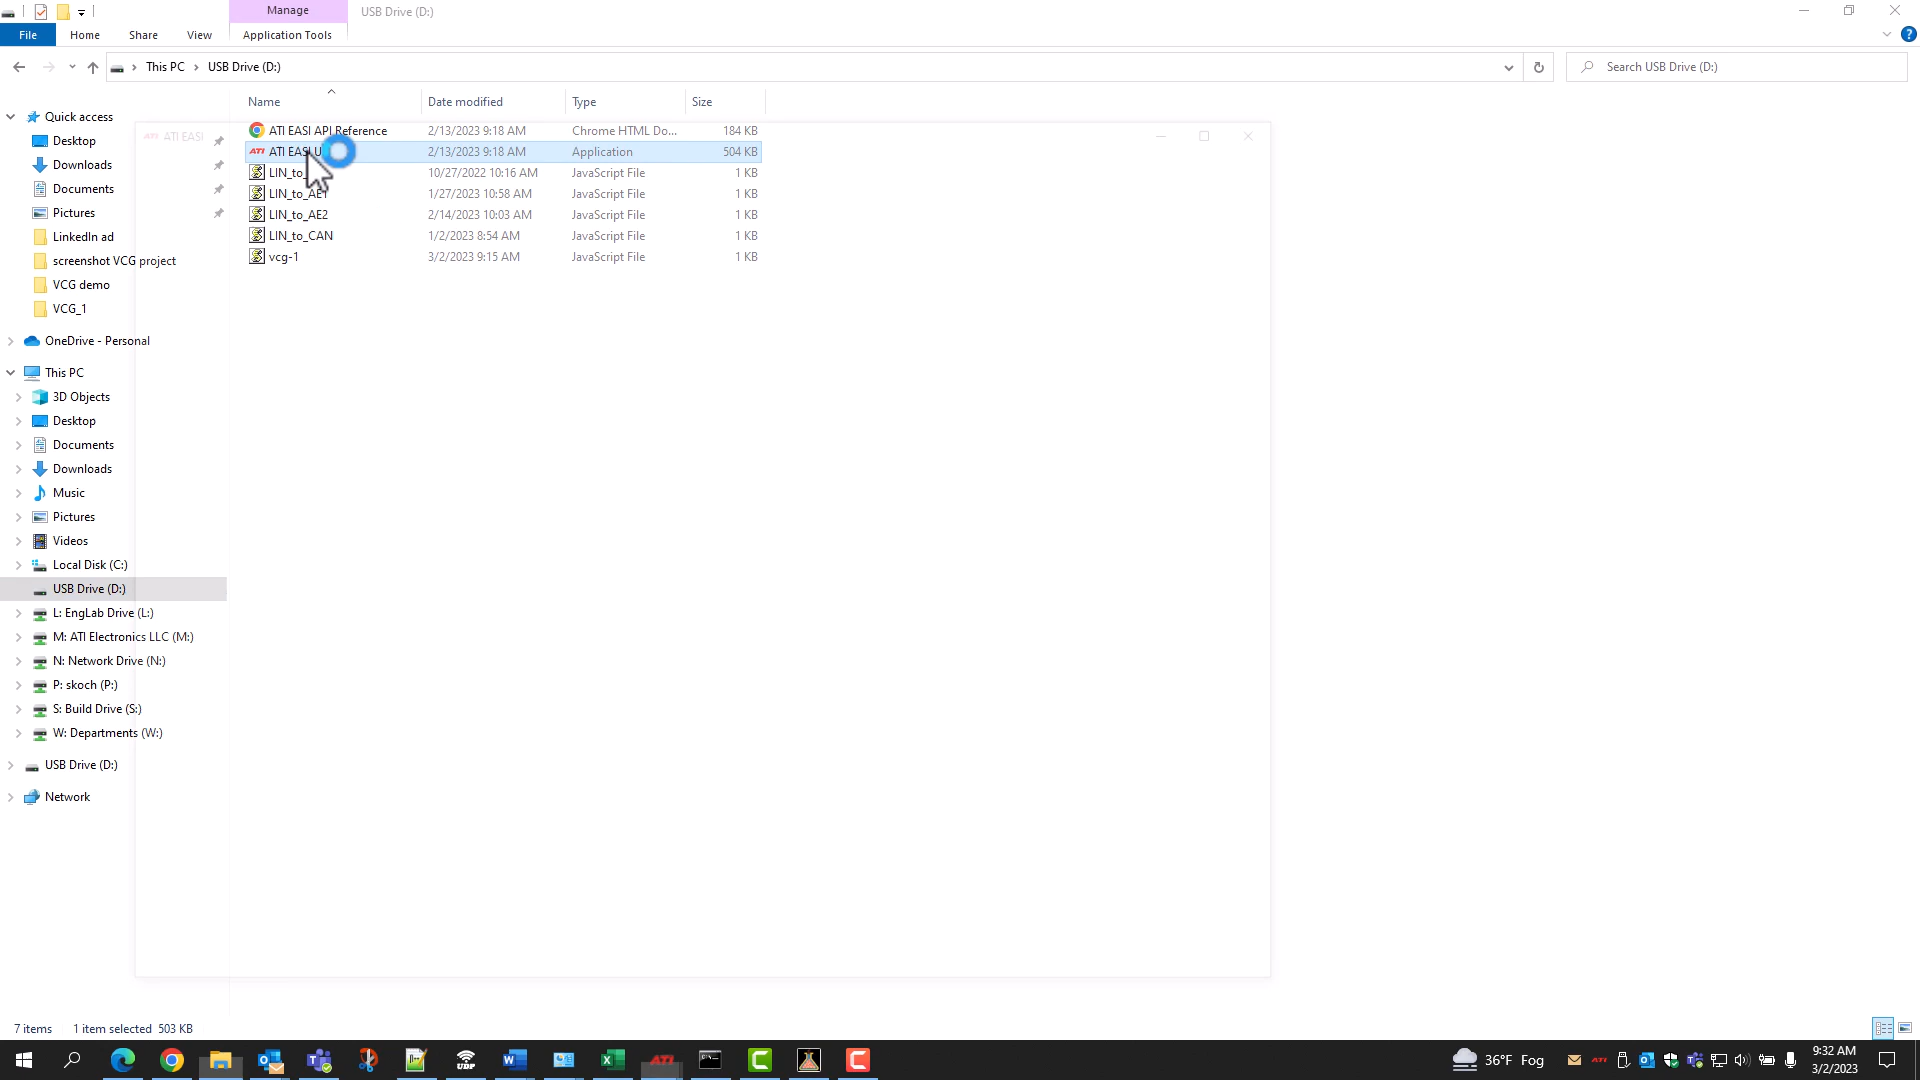 Manage
USB Drive (D:)
File
Home
Share
View
Application Tools
?
This PC
USB Drive (D:)
Search USB Drive (D:)
Name
Date modified
Type
Size
Quick access
Desktop
Downloads
Documents
Pictures
LinkedIn ad
screenshot VCG project
VCG demo
VCG_1
OneDrive - Personal
This PC
3D Objects
Desktop
Documents
Downloads
Music
Pictures
Videos
Local Disk (C:)
USB Drive (D:)
L: EngLab Drive (L:)
M: ATI Electronics LLC (M:)
N: Network Drive (N:)
P: skoch (P:)
S: Build Drive (S:)
W: Departments (W:)
USB Drive (D:)
Network
ATI ATI EASI
ATI EASI API Reference 2/13/2023 9:18 AM Chrome HTML Do... 184 KB
ATI ATI EASI 2/13/2023 9:18 AM Application 504 KB
LIN_to_ 10/27/2022 10:16 AM JavaScript File 1 KB
LIN_to_AE1 1/27/2023 10:58 AM JavaScript File 1 KB
LIN_to_AE2 2/14/2023 10:03 AM JavaScript File 1 KB
LIN_to_CAN 1/2/2023 8:54 AM JavaScript File 1 KB
vcg-1 3/2/2023 9:15 AM JavaScript File 1 KB
7 items 1 item selected 503 KB
UDP
ATI
36°F Fog
ATI
9:32 AM
3/2/2023